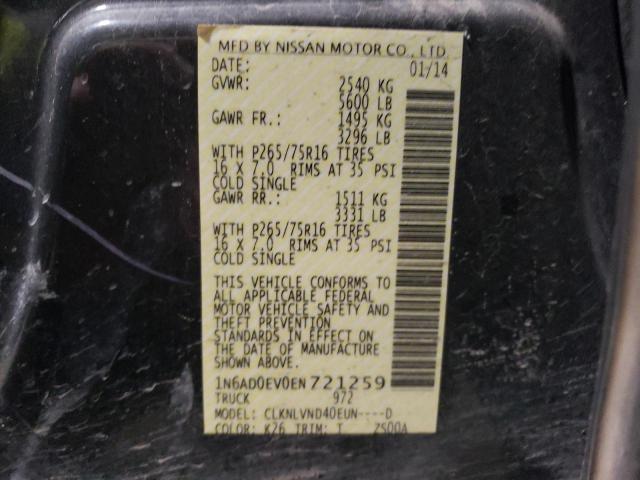 MFD BY NISSAN MOTOR CO., LTD.
DATE: 01/14
GVWR: 2540 KG
5600 LB
GAWR FR.: 1495 KG
3296 LB
WITH P265/75R16 TIRES
16 X 7.0 RIMS AT 35 PSI
COLD SINGLE
GAWR RR.: 1511 KG
3331 LB
WITH P265/75R16 TIRES
16 X 7.0 RIMS AT 35 PSI
COLD SINGLE
THIS VEHICLE CONFORMS TO
ALL APPLICABLE FEDERAL
MOTOR VEHICLE SAFETY AND
THEFT PREVENTION
STANDARDS IN EFFECT ON
THE DATE OF MANUFACTURE
SHOWN ABOVE.
1N6AD0EV0EN721259
TRUCK 972
MODEL: CLKNLVND40EUN----D
COLOR: K26 TRIM: T ZS00A